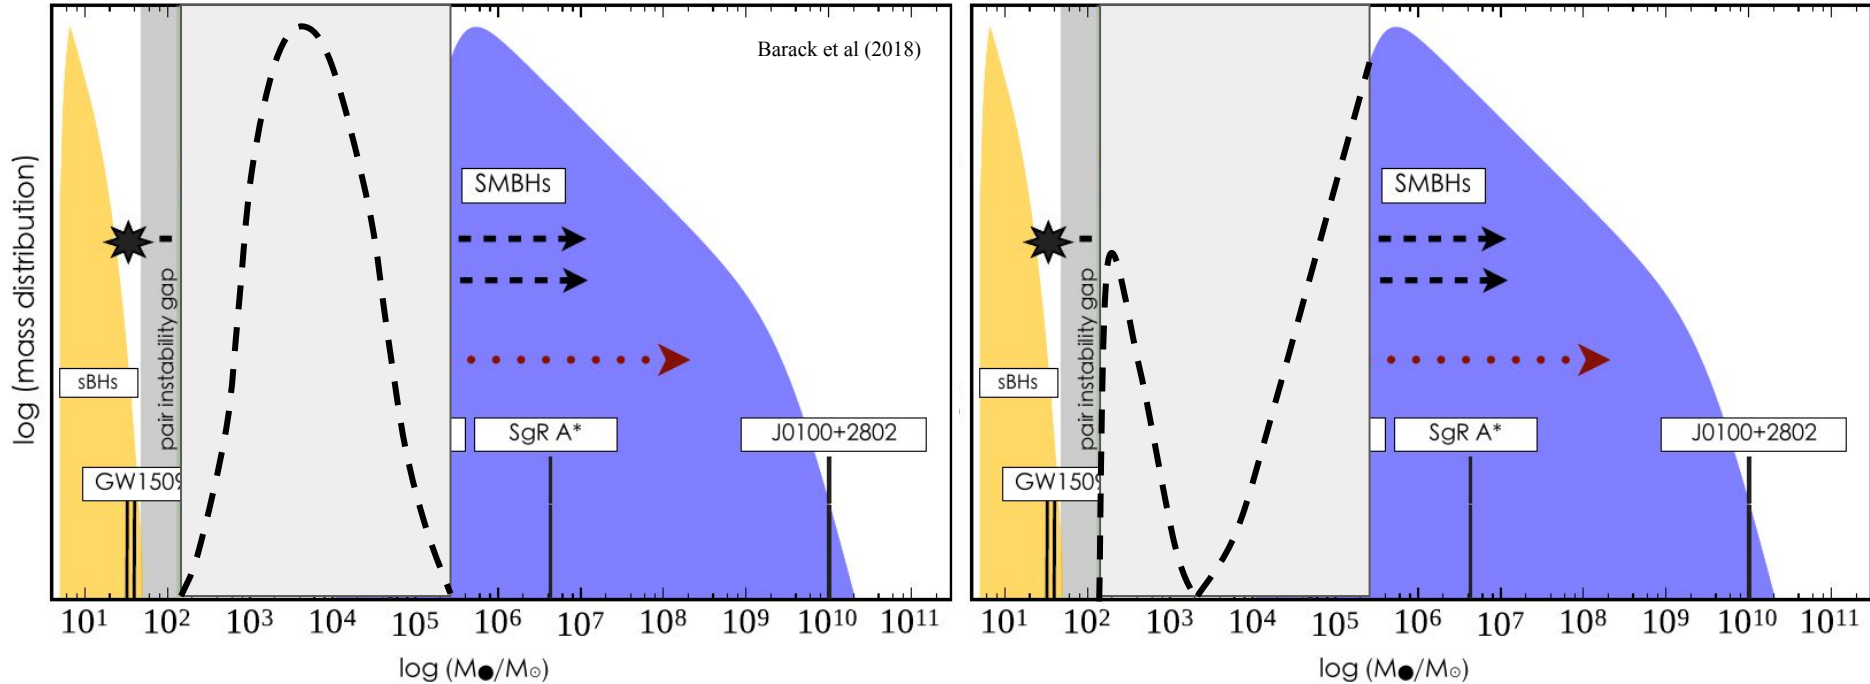 Barack et al (2018)
log (mass distribution)
SMBHs
pair instability gap
sBHs
SgR A*
J0100+2802
GW1509
10¹ 10² 10³ 10⁴ 10⁵ 10⁶ 10⁷ 10⁸ 10⁹ 10¹⁰ 10¹¹
log (M●/M⊙)
SMBHs
pair instability gap
sBHs
SgR A*
J0100+2802
GW1509
10¹ 10² 10³ 10⁴ 10⁵ 10⁶ 10⁷ 10⁸ 10⁹ 10¹⁰ 10¹¹
log (M●/M⊙)